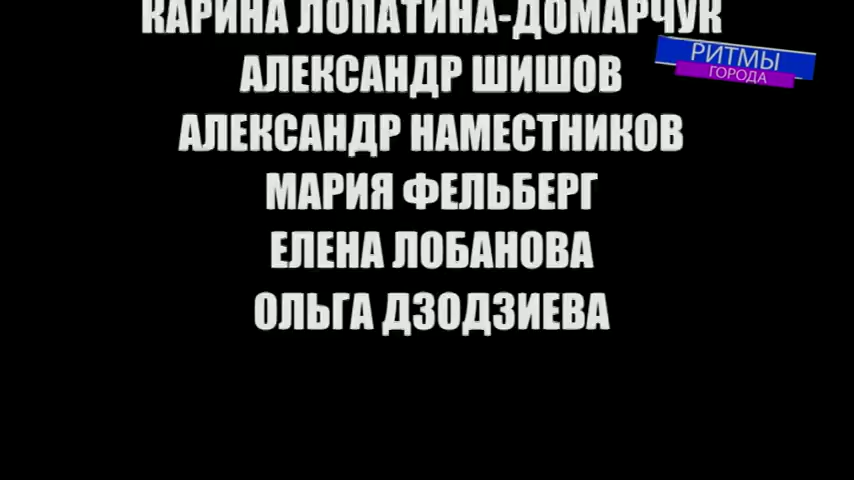 КАРИНА ЛОПАТИНА-ДОМАРЧУК
РИТМЫ
ГОРОДА
АЛЕКСАНДР ШИШОВ
АЛЕКСАНДР НАМЕСТНИКОВ
МАРИЯ ФЕЛЬБЕРГ
ЕЛЕНА ЛОБАНОВА
ОЛЬГА ДЗОДЗИЕВА